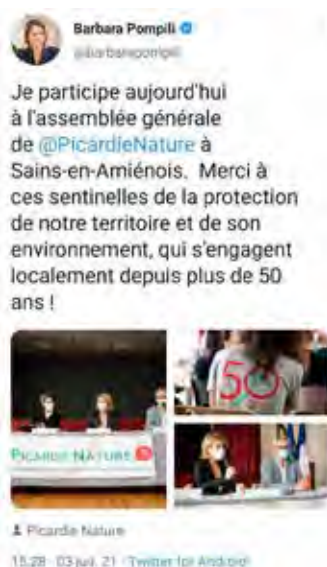 Barbara Pompili
@barbarapompili
Je participe aujourd'hui
à l'assemblée générale
de @PicardieNature à
Sains-en-Amiénois. Merci à
ces sentinelles de la protection
de notre territoire et de son
environnement, qui s'engagent
localement depuis plus de 50
ans !
50
PICARDIE NATURE
Picardie Nature
15:28 · 03 juil. 21 · Twitter for Android